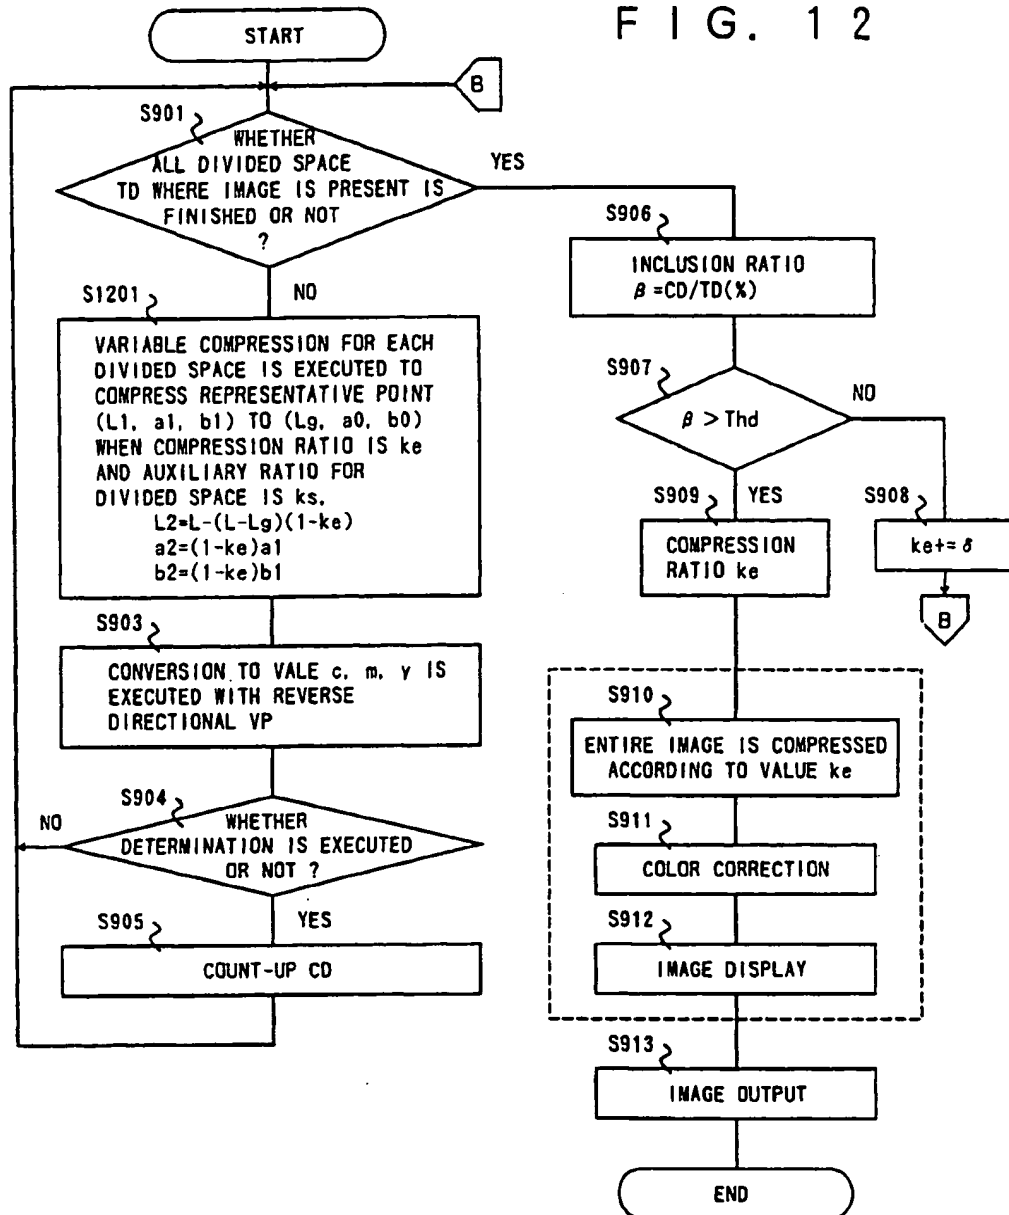 FIG. 12
START
B
S901
WHETHER
ALL DIVIDED SPACE
TD WHERE IMAGE IS PRESENT IS
FINISHED OR NOT
?
YES
NO
S1201
VARIABLE COMPRESSION FOR EACH
DIVIDED SPACE IS EXECUTED TO
COMPRESS REPRESENTATIVE POINT
(L1, a1, b1) TO (Lg, a0, b0)
WHEN COMPRESSION RATIO IS ke
AND AUXILIARY RATIO FOR
DIVIDED SPACE IS ks.
L2=L-(L-Lg)(1-ke)
a2=(1-ke)a1
b2=(1-ke)b1
S903
CONVERSION TO VALE c, m, y IS
EXECUTED WITH REVERSE
DIRECTIONAL VP
S904
NO
WHETHER
DETERMINATION IS EXECUTED
OR NOT ?
YES
S905
COUNT-UP CD
S906
INCLUSION RATIO
β=CD/TD(%)
S907
β > Thd
NO
YES
S908
ke+=δ
B
S909
COMPRESSION
RATIO ke
S910
ENTIRE IMAGE IS COMPRESSED
ACCORDING TO VALUE ke
S911
COLOR CORRECTION
S912
IMAGE DISPLAY
S913
IMAGE OUTPUT
END